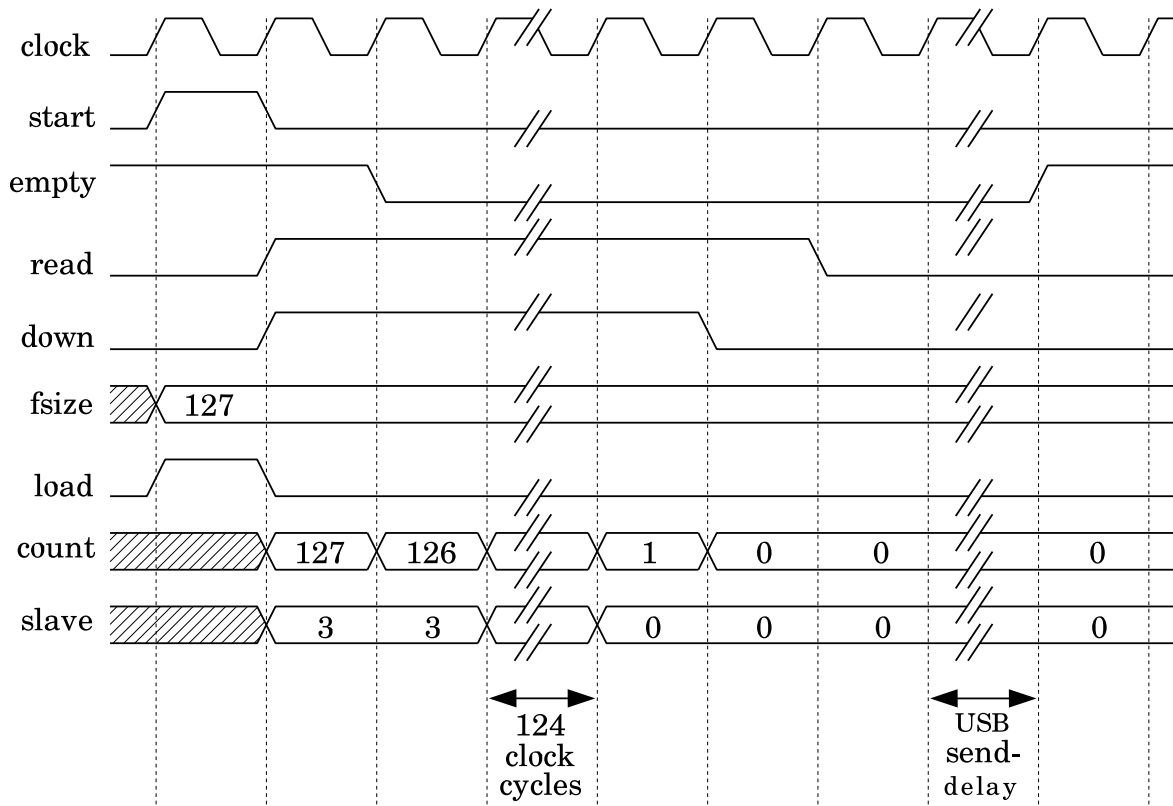 clock
start
empty
read
down
fsize 127
load
count 127 126 1 0 0 0
slave 3 3 0 0 0 0
124
clock
cycles
USB
send-
delay